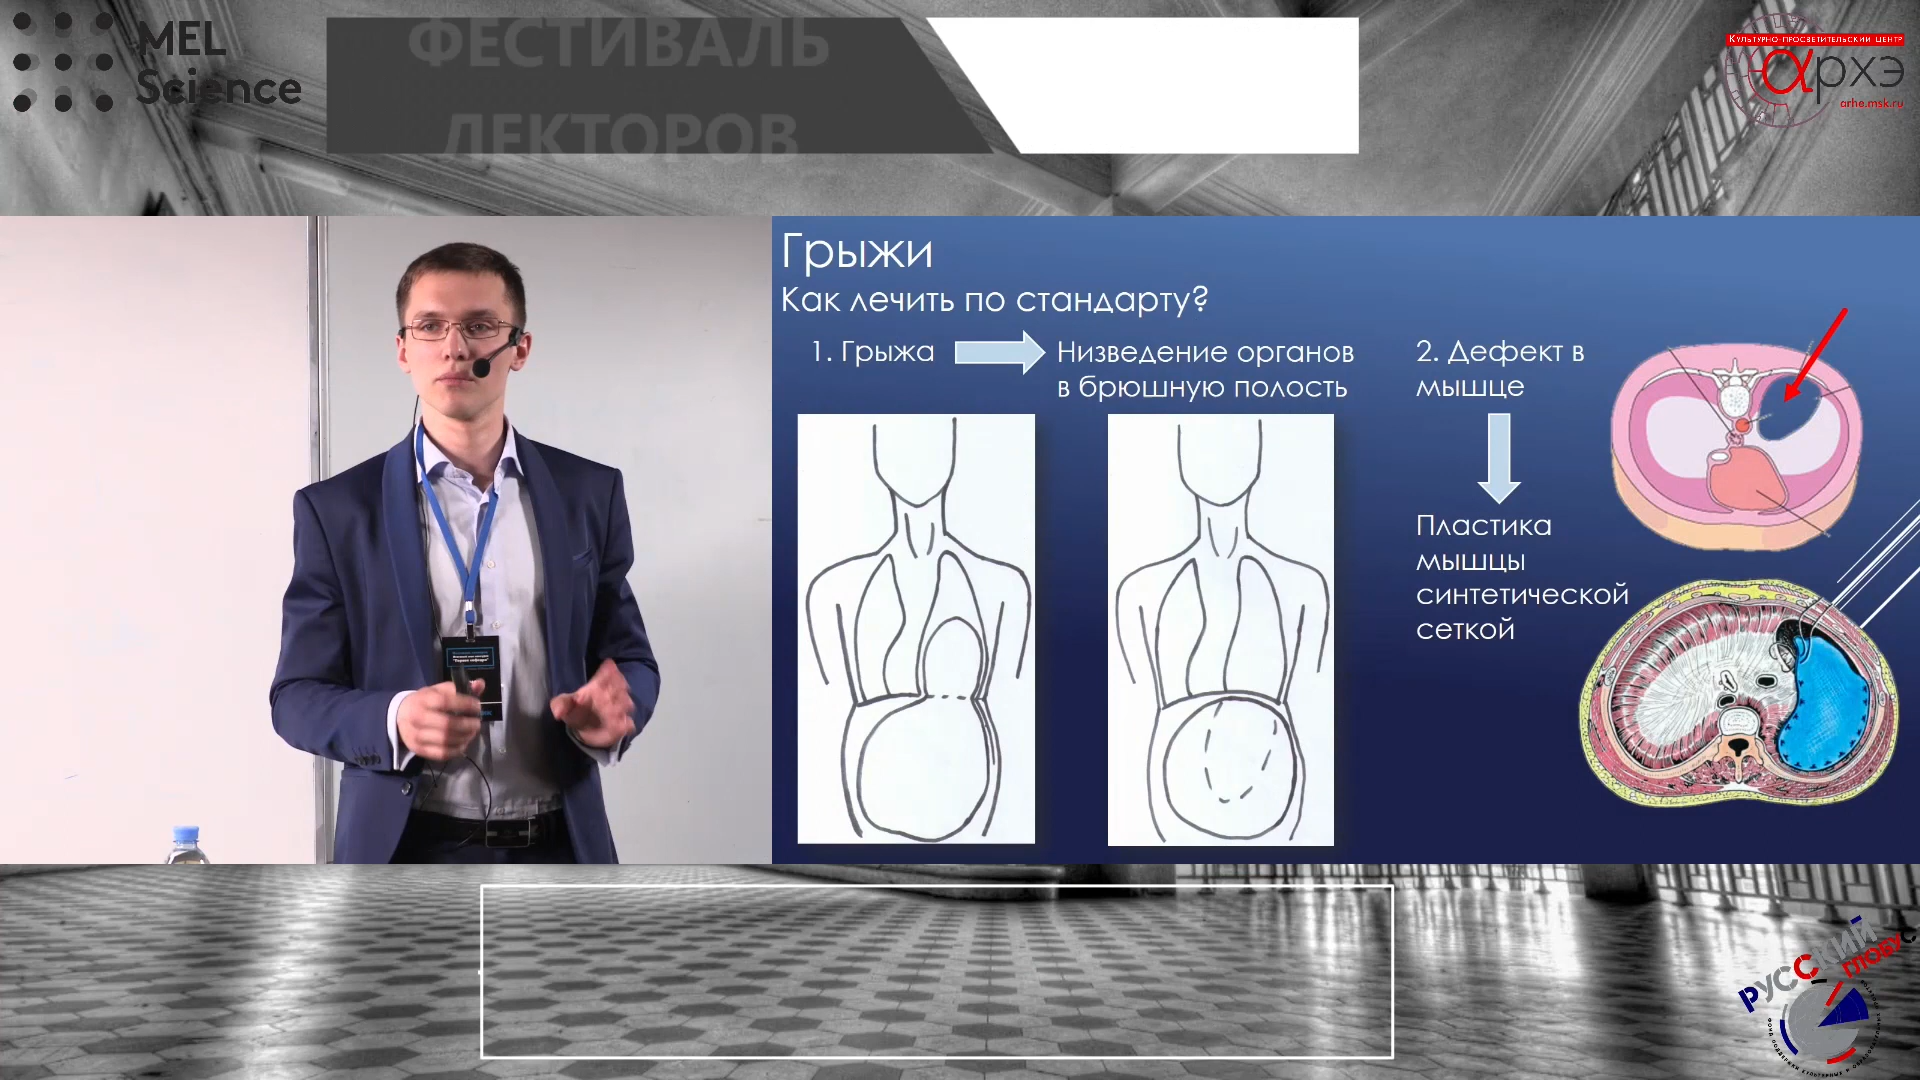 MEL
Science
ФЕСТИВАЛЬ
ЛЕКТОРОВ
Культурно-просветительский центр
αрхэ
arhe.msk.ru
Грыжи
Как лечить по стандарту?
1. Грыжа
Низведение органов
в брюшную полость
2. Дефект в
мышце
Пластика
мышцы
синтетической
сеткой
РУССКИЙ
ГЛОБУС